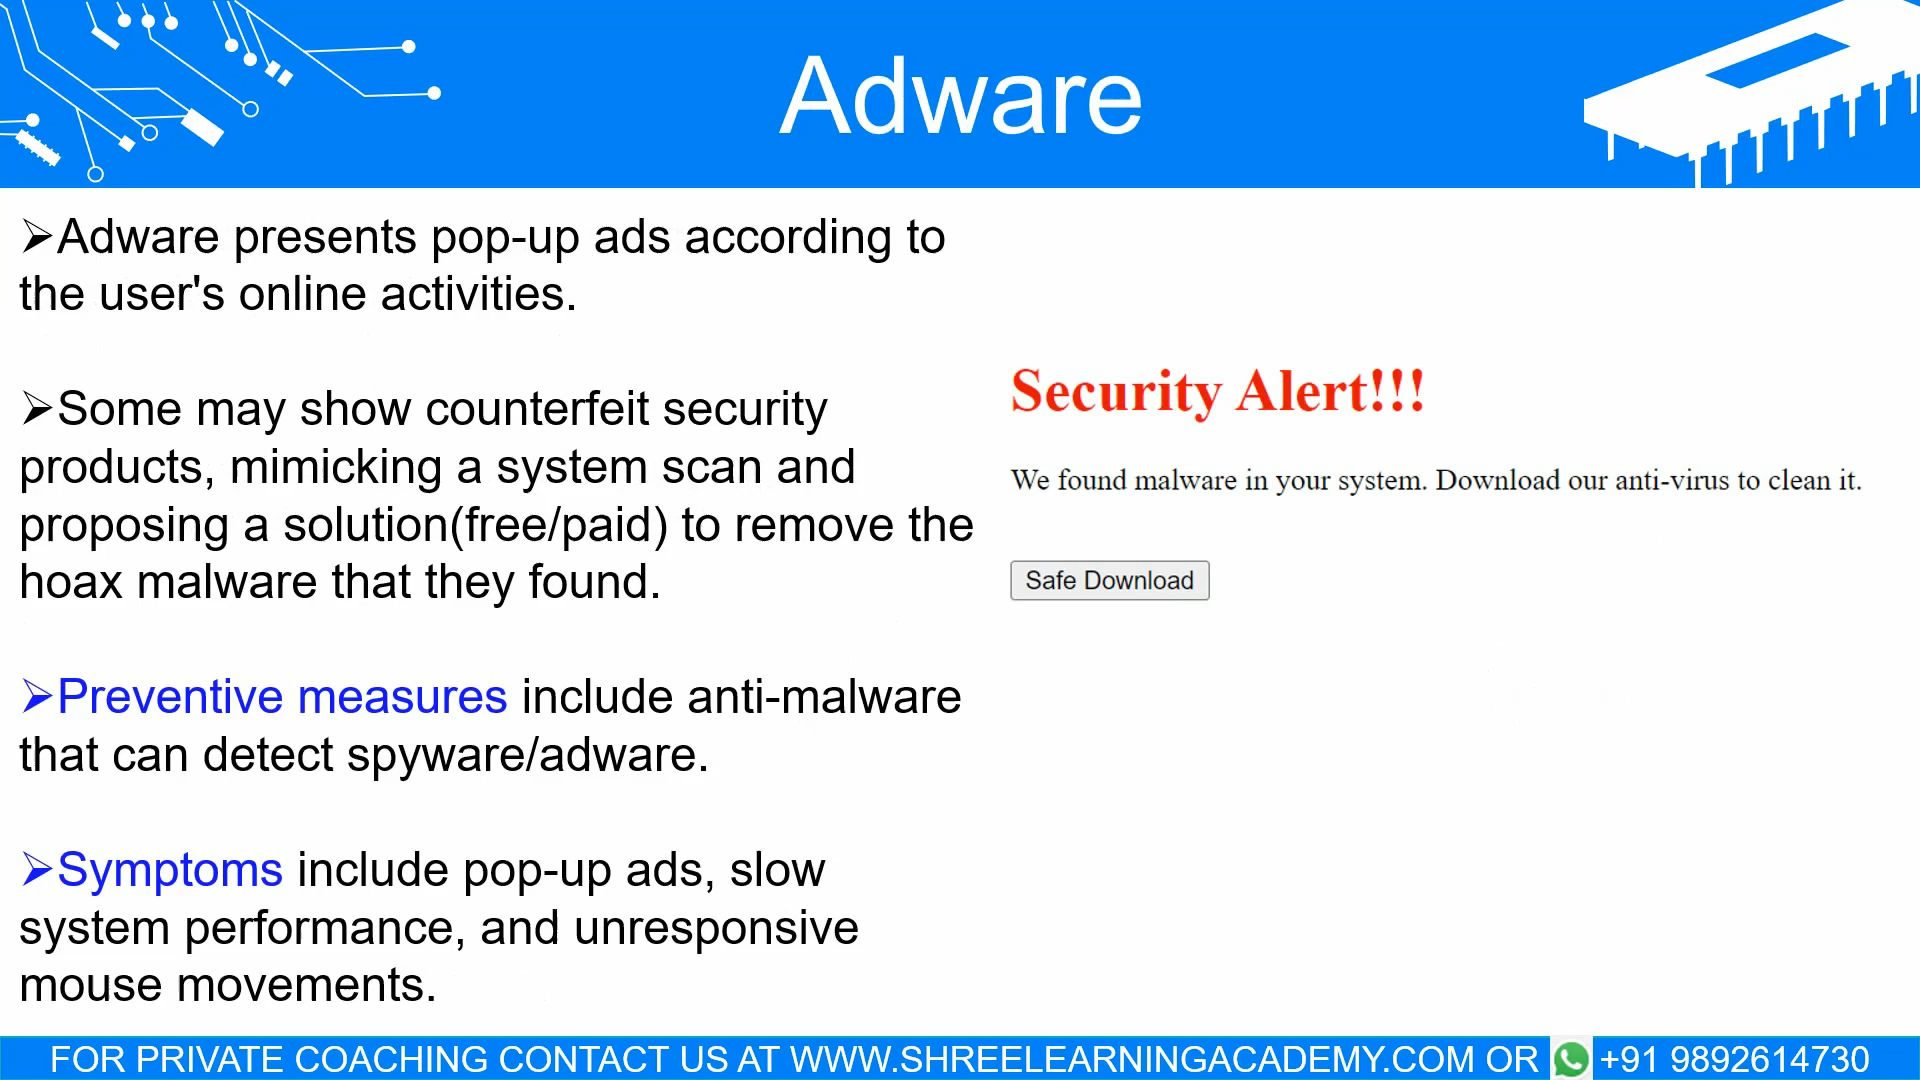 Adware
➢Adware presents pop-up ads according to
the user's online activities.
➢Some may show counterfeit security
products, mimicking a system scan and
proposing a solution(free/paid) to remove the
hoax malware that they found.
➢Preventive measures include anti-malware
that can detect spyware/adware.
➢Symptoms include pop-up ads, slow
system performance, and unresponsive
mouse movements.
Security Alert!!!
We found malware in your system. Download our anti-virus to clean it.
Safe Download
FOR PRIVATE COACHING CONTACT US AT WWW.SHREELEARNINGACADEMY.COM OR +91 9892614730